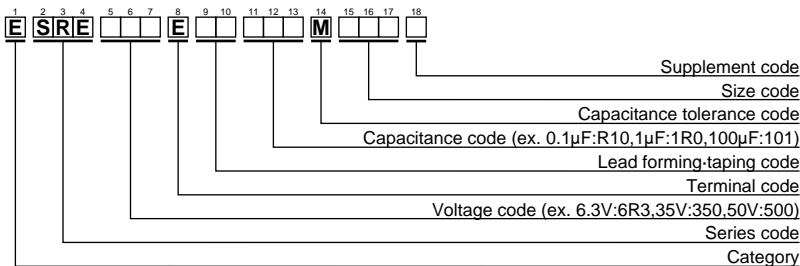 1 2 3 4 5 6 7 8 9 10 11 12 13 14 15 16 17 18
E S R E E M
Supplement code
Size code
Capacitance tolerance code
Capacitance code (ex. 0.1μF:R10,1μF:1R0,100μF:101)
Lead forming·taping code
Terminal code
Voltage code (ex. 6.3V:6R3,35V:350,50V:500)
Series code
Category